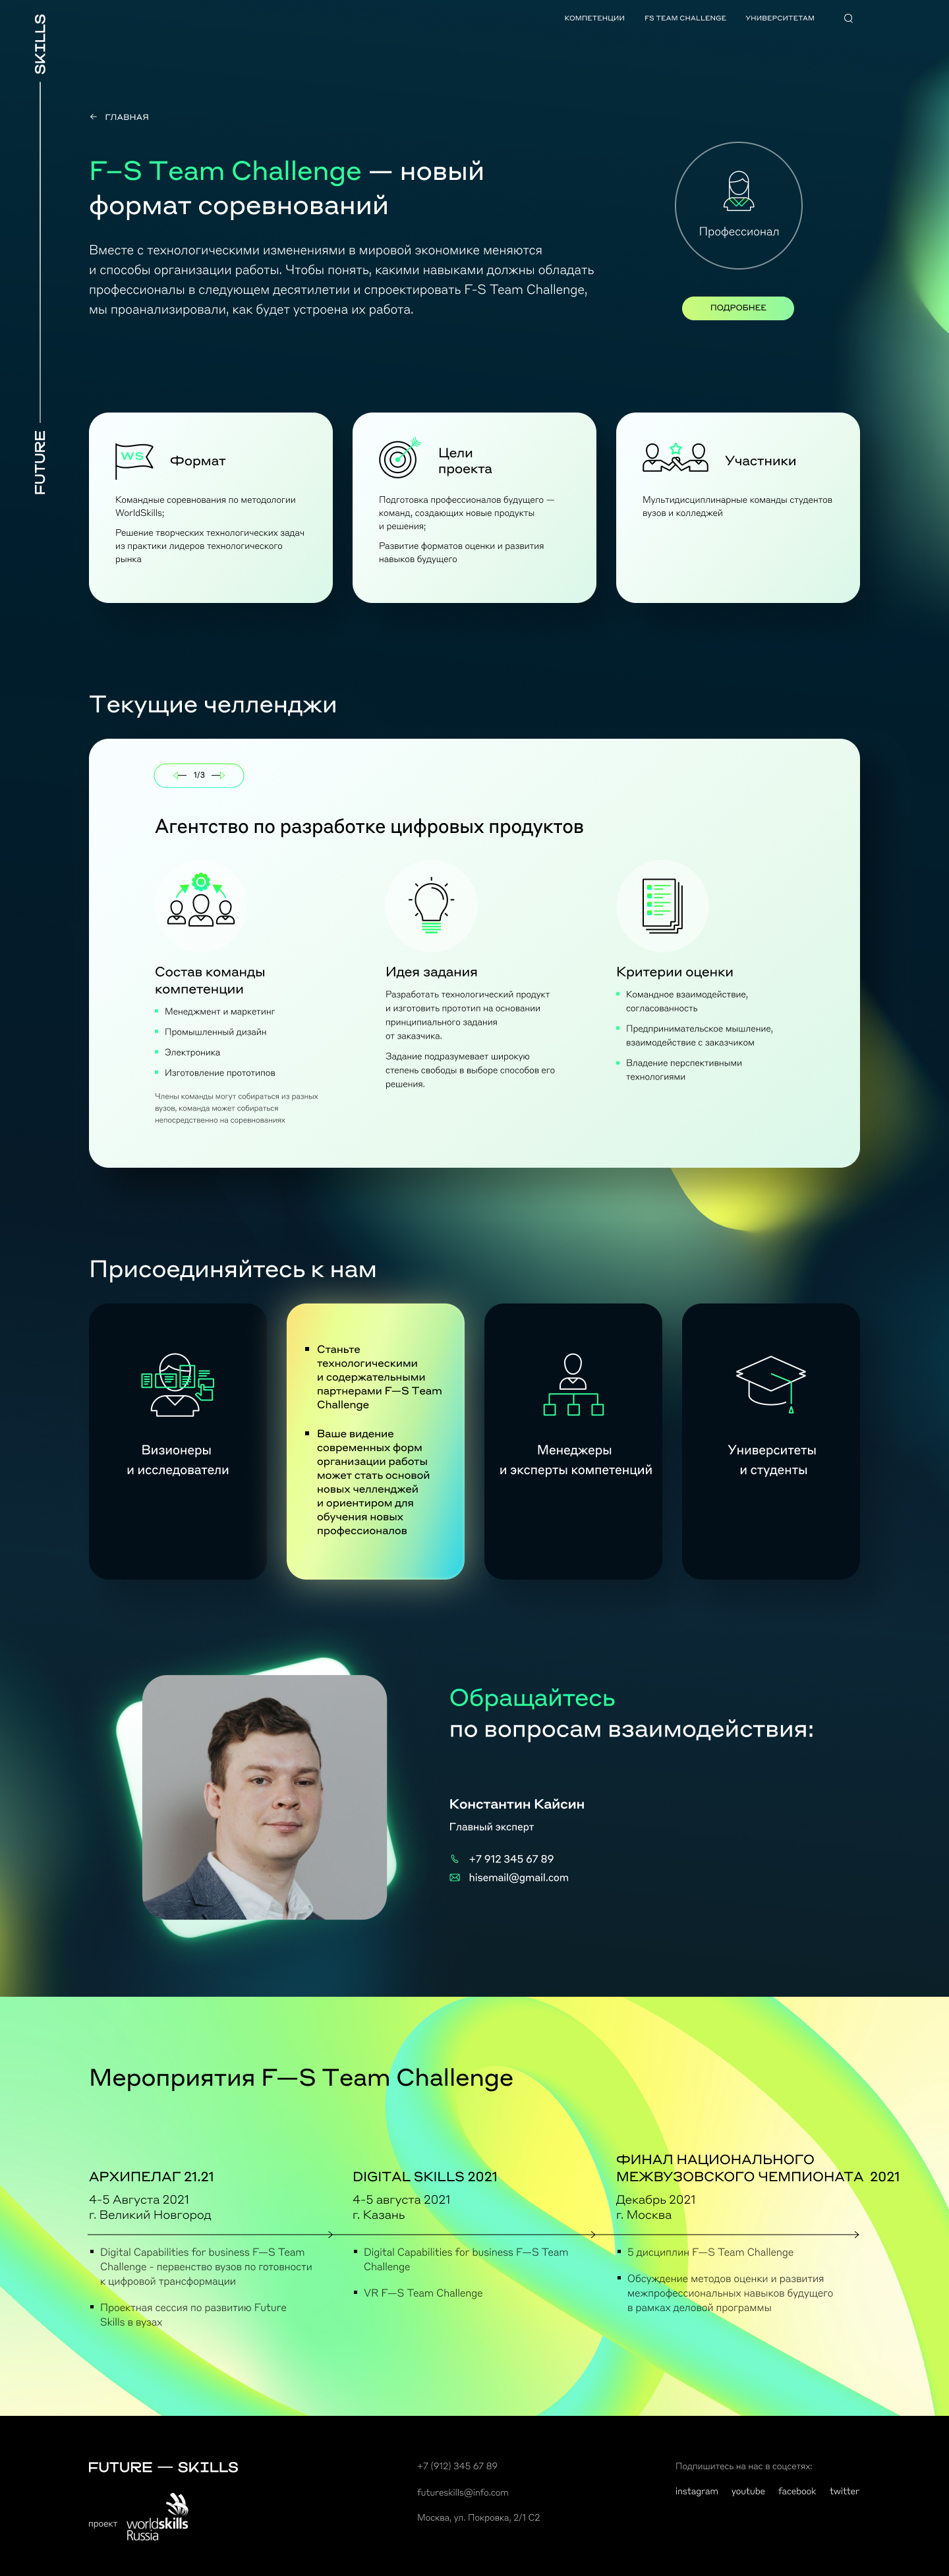 SKILLS
FUTURE
КОМПЕТЕНЦИИ
FS TEAM CHALLENGE
УНИВЕРСИТЕТАМ
ГЛАВНАЯ
F–S Team Challenge — новый
формат соревнований
Вместе с технологическими изменениями в мировой экономике меняются
и способы организации работы. Чтобы понять, какими навыками должны обладать
профессионалы в следующем десятилетии и спроектировать F-S Team Challenge,
мы проанализировали, как будет устроена их работа.
Профессионал
ПОДРОБНЕЕ
WS
Формат
Командные соревнования по методологии
WorldSkills;
Решение творческих технологических задач
из практики лидеров технологического
рынка
Цели
проекта
Подготовка профессионалов будущего —
команд, создающих новые продукты
и решения;
Развитие форматов оценки и развития
навыков будущего
Участники
Мультидисциплинарные команды студентов
вузов и колледжей
Текущие челленджи
1/3
Агентство по разработке цифровых продуктов
Состав команды
компетенции
Менеджмент и маркетинг
Промышленный дизайн
Электроника
Изготовление прототипов
Члены команды могут собираться из разных
вузов, команда может собираться
непосредственно на соревнованиях
Идея задания
Разработать технологический продукт
и изготовить прототип на основании
принципиального задания
от заказчика.
Задание подразумевает широкую
степень свободы в выборе способов его
решения.
Критерии оценки
Командное взаимодействие,
согласованность
Предпринимательское мышление,
взаимодействие с заказчиком
Владение перспективными
технологиями
Присоединяйтесь к нам
Визионеры
и исследователи
Станьте
технологическими
и содержательными
партнерами F—S Team
Challenge
Ваше видение
современных форм
организации работы
может стать основой
новых челленджей
и ориентиром для
обучения новых
профессионалов
Менеджеры
и эксперты компетенций
Университеты
и студенты
Обращайтесь
по вопросам взаимодействия:
Константин Кайсин
Главный эксперт
+7 912 345 67 89
hisemail@gmail.com
Мероприятия F—S Team Challenge
АРХИПЕЛАГ 21.21
4-5 Августа 2021
г. Великий Новгород
Digital Capabilities for business F—S Team
Challenge - первенство вузов по готовности
к цифровой трансформации
Проектная сессия по развитию Future
Skills в вузах
DIGITAL SKILLS 2021
4-5 августа 2021
г. Казань
Digital Capabilities for business F—S Team
Challenge
VR F—S Team Challenge
ФИНАЛ НАЦИОНАЛЬНОГО
МЕЖВУЗОВСКОГО ЧЕМПИОНАТА 2021
Декабрь 2021
г. Москва
5 дисциплин F—S Team Challenge
Обсуждение методов оценки и развития
межпрофессиональных навыков будущего
в рамках деловой программы
FUTURE — SKILLS
проект
worldskills
Russia
+7 (912) 345 67 89
futureskills@info.com
Москва, ул. Покровка, 2/1 С2
Подпишитесь на нас в соцсетях:
instagram youtube facebook twitter